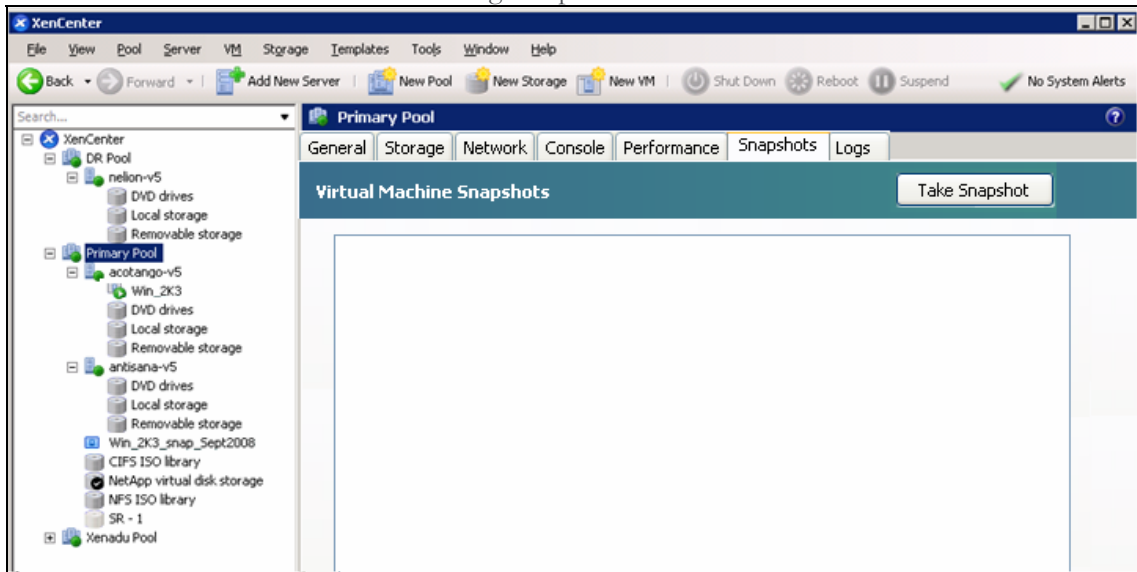 XenCenter
File View Pool Server VM Storage Templates Tools Window Help
Back Forward Add New Server New Pool New Storage New VM Shut Down Reboot Suspend No System Alerts
Search...
XenCenter
DR Pool
nelion-v5
DVD drives
Local storage
Removable storage
Primary Pool
acotango-v5
Win_2K3
DVD drives
Local storage
Removable storage
antisana-v5
DVD drives
Local storage
Removable storage
Win_2K3_snap_Sept2008
CIFS ISO library
NetApp virtual disk storage
NFS ISO library
SR - 1
Xenadu Pool
Primary Pool
General Storage Network Console Performance Snapshots Logs
Virtual Machine Snapshots
Take Snapshot